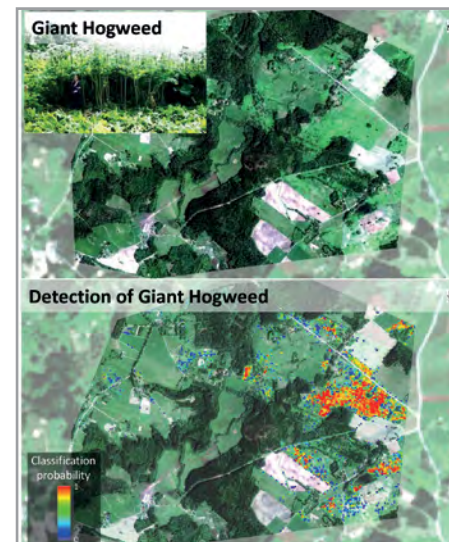 Giant Hogweed
Detection of Giant Hogweed
Classification
probability